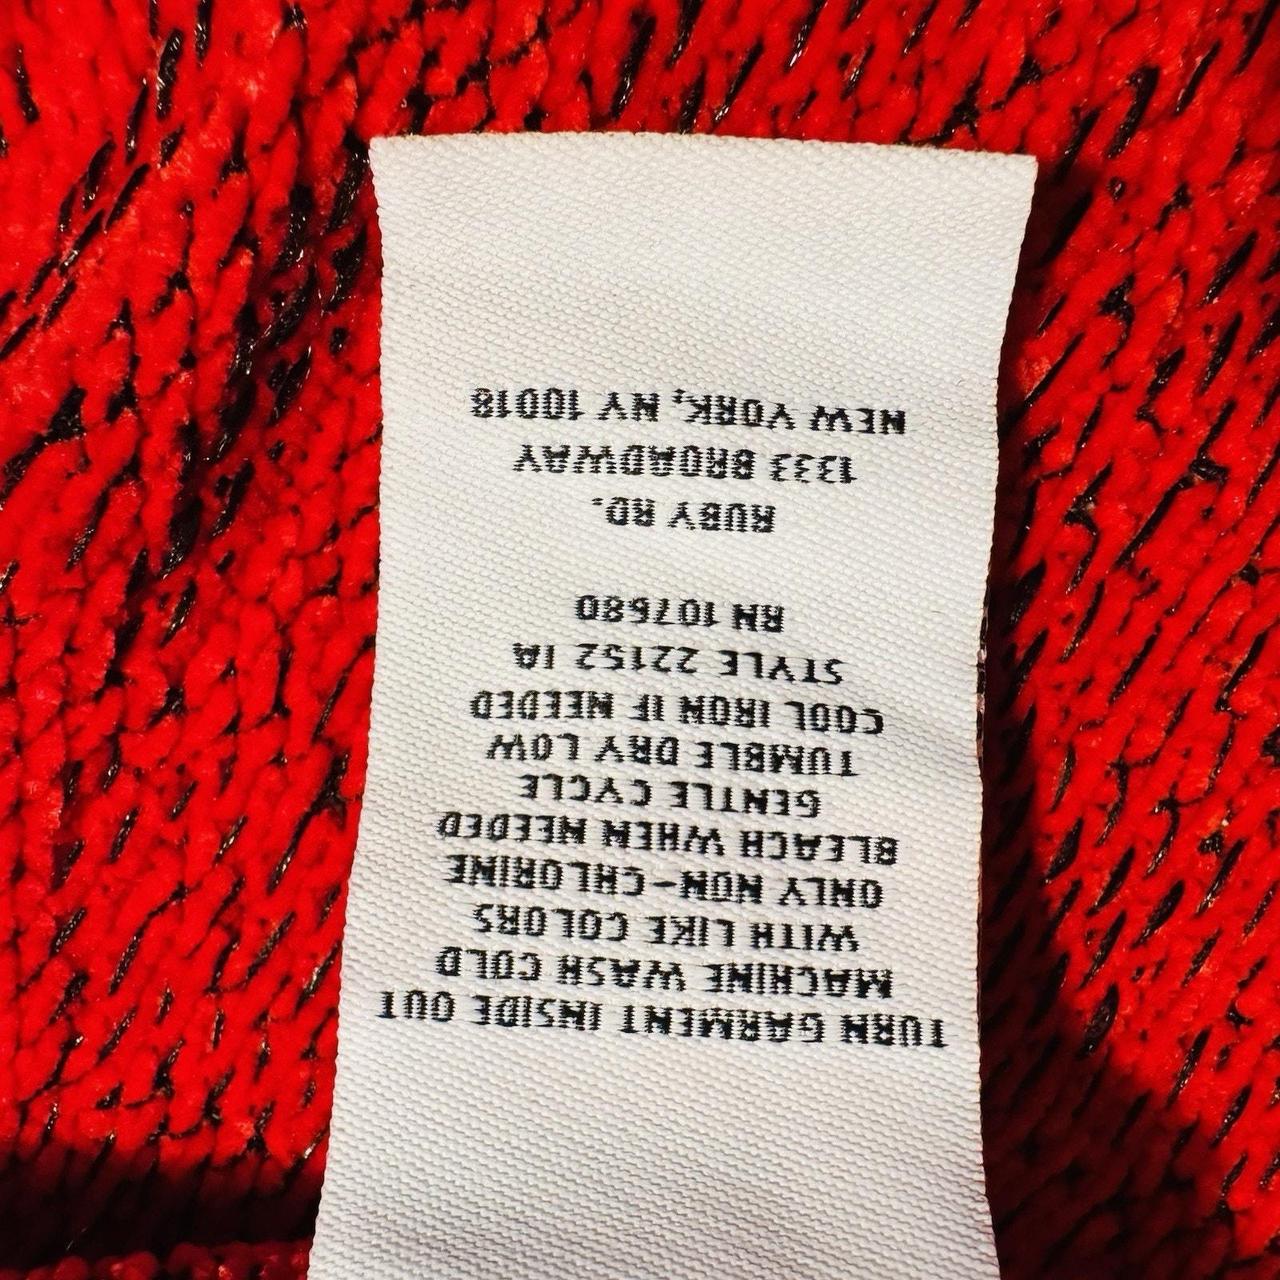 TURN GARMENT INSIDE OUT
MACHINE WASH COLD
WITH LIKE COLORS
ONLY NON-CHLORINE
BLEACH WHEN NEEDED
GENTLE CYCLE
TUMBLE DRY LOW
COOL IRON IF NEEDED
STYLE 22152 IA
RN 107680
RUBY RD.
1333 BROADWAY
NEW YORK, NY 10018